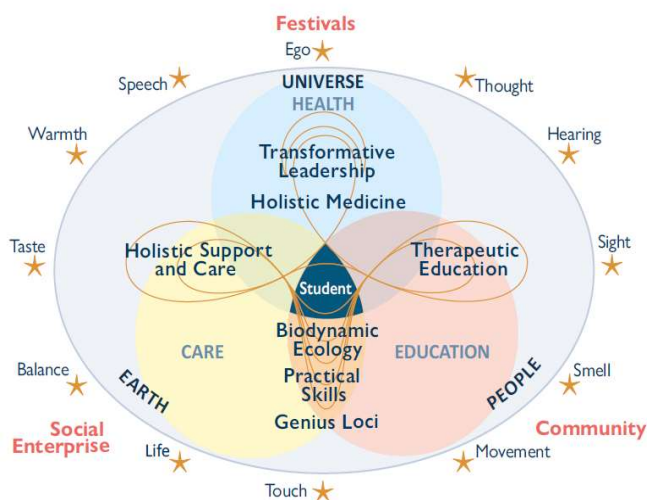 Festivals
Ego
Speech
UNIVERSE
Thought
HEALTH
Warmth
Hearing
Transformative
Leadership
Holistic Medicine
Taste
Holistic Support
and Care
Therapeutic
Education
Sight
Student
Biodynamic
Ecology
CARE
EDUCATION
Balance
EARTH
Practical
Skills
PEOPLE
Smell
Genius Loci
Social
Enterprise
Community
Life
Movement
Touch